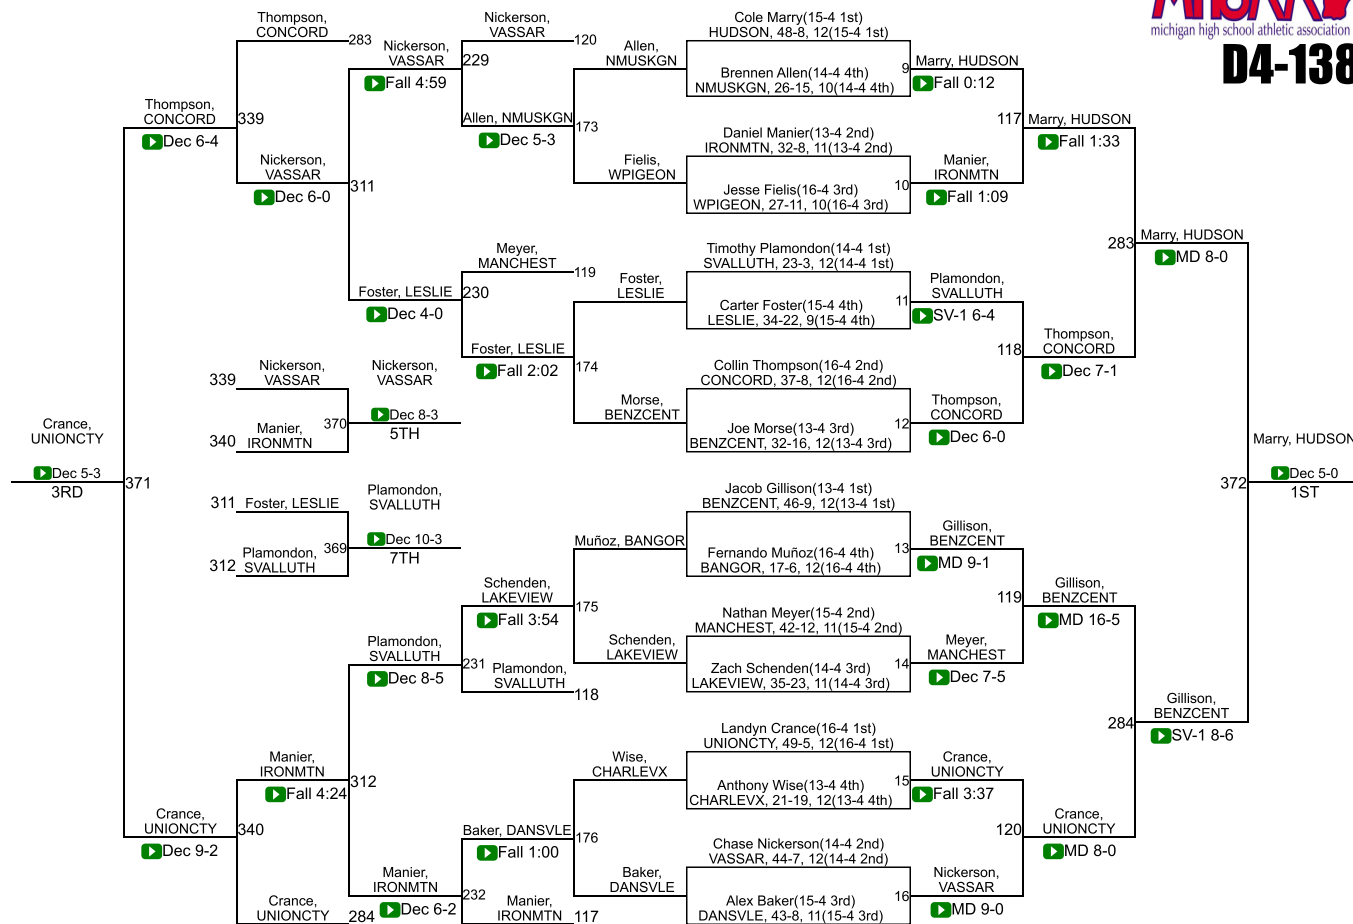 MHSAA
michigan high school athletic association
D4-138
Thompson,
CONCORD
283
Nickerson,
VASSAR
Fall 4:59
Nickerson,
VASSAR
120
229
Allen, NMUSKGN
Dec 5-3
Allen,
NMUSKGN
173
Fielis,
WPIGEON
Cole Marry(15-4 1st)
HUDSON, 48-8, 12(15-4 1st)
Brennen Allen(14-4 4th)
NMUSKGN, 26-15, 10(14-4 4th)
9
Marry, HUDSON
Fall 0:12
Daniel Manier(13-4 2nd)
IRONMTN, 32-8, 11(13-4 2nd)
Jesse Fielis(16-4 3rd)
WPIGEON, 27-11, 10(16-4 3rd)
10
Manier,
IRONMTN
Fall 1:09
117
Marry, HUDSON
Fall 1:33
Thompson,
CONCORD
Dec 6-4
339
Nickerson,
VASSAR
Dec 6-0
311
Foster, LESLIE
Dec 4-0
Meyer,
MANCHEST
119
230
Foster, LESLIE
Fall 2:02
Foster,
LESLIE
174
Morse,
BENZCENT
Timothy Plamondon(14-4 1st)
SVALLUTH, 23-3, 12(14-4 1st)
Carter Foster(15-4 4th)
LESLIE, 34-22, 9(15-4 4th)
11
Plamondon,
SVALLUTH
SV-1 6-4
Collin Thompson(16-4 2nd)
CONCORD, 37-8, 12(16-4 2nd)
Joe Morse(13-4 3rd)
BENZCENT, 32-16, 12(13-4 3rd)
12
Thompson,
CONCORD
Dec 6-0
118
Thompson,
CONCORD
Dec 7-1
283
Marry, HUDSON
MD 8-0
339
Nickerson,
VASSAR
340
Manier,
IRONMTN
370
Nickerson,
VASSAR
Dec 8-3
5TH
Crance,
UNIONCTY
Dec 5-3
3RD
371
311
Foster, LESLIE
312
Plamondon,
SVALLUTH
369
Plamondon,
SVALLUTH
Dec 10-3
7TH
372
Marry, HUDSON
Dec 5-0
1ST
Muñoz, BANGOR
Schenden,
LAKEVIEW
Fall 3:54
175
Schenden,
LAKEVIEW
Jacob Gillison(13-4 1st)
BENZCENT, 46-9, 12(13-4 1st)
Fernando Muñoz(16-4 4th)
BANGOR, 17-6, 12(16-4 4th)
13
Gillison,
BENZCENT
MD 9-1
Nathan Meyer(15-4 2nd)
MANCHEST, 42-12, 11(15-4 2nd)
Zach Schenden(14-4 3rd)
LAKEVIEW, 35-23, 11(14-4 3rd)
14
Meyer,
MANCHEST
Dec 7-5
119
Gillison,
BENZCENT
MD 16-5
Plamondon,
SVALLUTH
Dec 8-5
231
Plamondon,
SVALLUTH
118
284
Gillison,
BENZCENT
SV-1 8-6
Manier,
IRONMTN
Fall 4:24
312
Crance,
UNIONCTY
Dec 9-2
340
Crance,
UNIONCTY
284
Manier,
IRONMTN
Dec 6-2
232
Baker, DANSVLE
Fall 1:00
Manier,
IRONMTN
117
Wise,
CHARLEVX
176
Baker,
DANSVLE
Landyn Crance(16-4 1st)
UNIONCTY, 49-5, 12(16-4 1st)
Anthony Wise(13-4 4th)
CHARLEVX, 21-19, 12(13-4 4th)
15
Crance,
UNIONCTY
Fall 3:37
Chase Nickerson(14-4 2nd)
VASSAR, 44-7, 12(14-4 2nd)
Alex Baker(15-4 3rd)
DANSVLE, 43-8, 11(15-4 3rd)
16
Nickerson,
VASSAR
MD 9-0
120
Crance,
UNIONCTY
MD 8-0